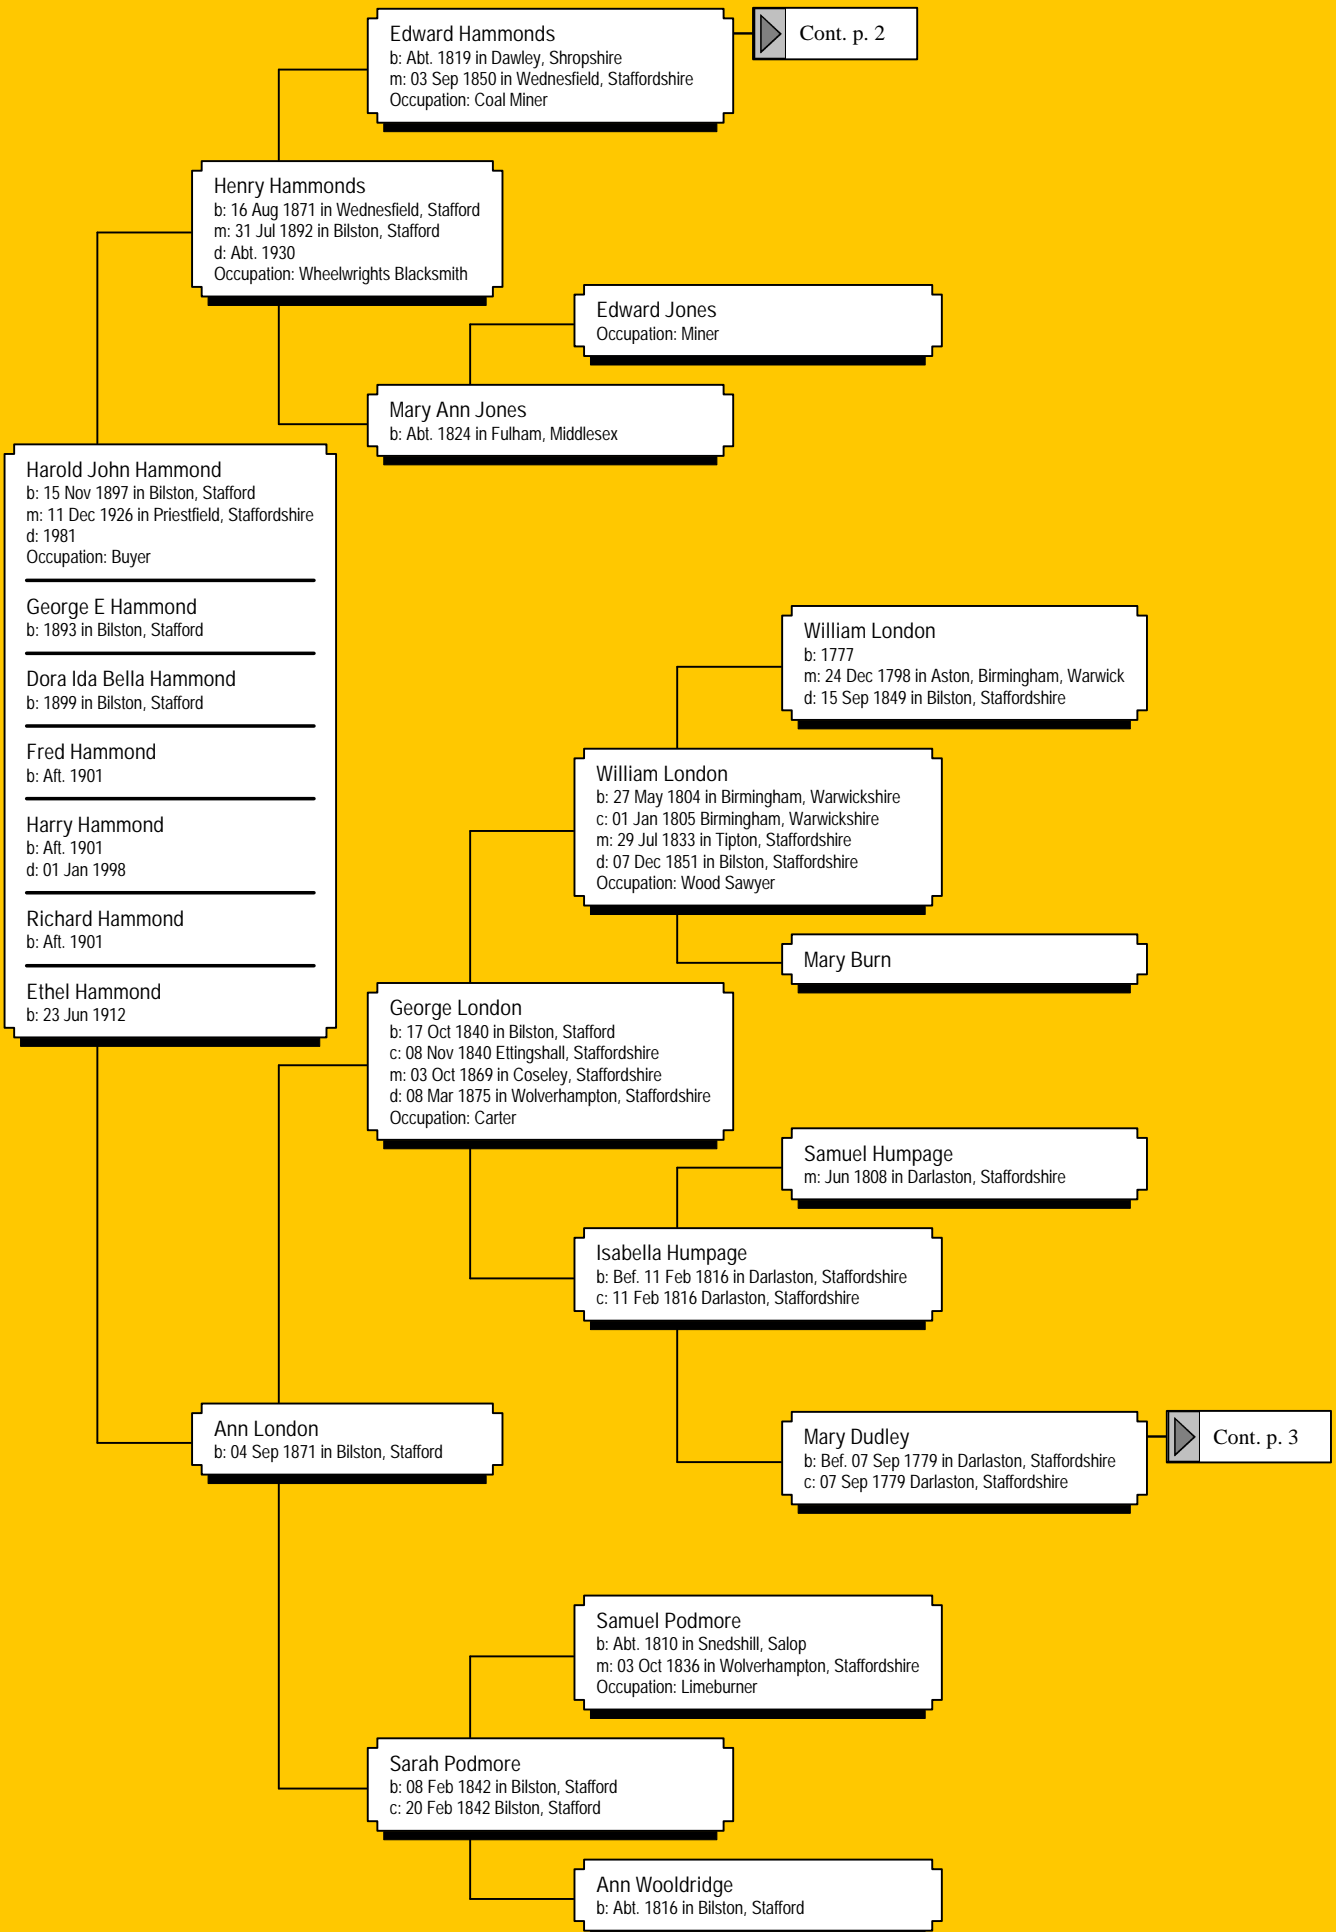 Edward Hammonds
b: Abt. 1819 in Dawley, Shropshire
m: 03 Sep 1850 in Wednesfield, Staffordshire
Occupation: Coal Miner
Cont. p. 2
Henry Hammonds
b: 16 Aug 1871 in Wednesfield, Stafford
m: 31 Jul 1892 in Bilston, Stafford
d: Abt. 1930
Occupation: Wheelwrights Blacksmith
Edward Jones
Occupation: Miner
Mary Ann Jones
b: Abt. 1824 in Fulham, Middlesex
Harold John Hammond
b: 15 Nov 1897 in Bilston, Stafford
m: 11 Dec 1926 in Priestfield, Staffordshire
d: 1981
Occupation: Buyer
George E Hammond
b: 1893 in Bilston, Stafford
Dora Ida Bella Hammond
b: 1899 in Bilston, Stafford
Fred Hammond
b: Aft. 1901
Harry Hammond
b: Aft. 1901
d: 01 Jan 1998
Richard Hammond
b: Aft. 1901
Ethel Hammond
b: 23 Jun 1912
William London
b: 1777
m: 24 Dec 1798 in Aston, Birmingham, Warwick
d: 15 Sep 1849 in Bilston, Staffordshire
William London
b: 27 May 1804 in Birmingham, Warwickshire
c: 01 Jan 1805 Birmingham, Warwickshire
m: 29 Jul 1833 in Tipton, Staffordshire
d: 07 Dec 1851 in Bilston, Staffordshire
Occupation: Wood Sawyer
Mary Burn
George London
b: 17 Oct 1840 in Bilston, Stafford
c: 08 Nov 1840 Ettingshall, Staffordshire
m: 03 Oct 1869 in Coseley, Staffordshire
d: 08 Mar 1875 in Wolverhampton, Staffordshire
Occupation: Carter
Samuel Humpage
m: Jun 1808 in Darlaston, Staffordshire
Isabella Humpage
b: Bef. 11 Feb 1816 in Darlaston, Staffordshire
c: 11 Feb 1816 Darlaston, Staffordshire
Ann London
b: 04 Sep 1871 in Bilston, Stafford
Mary Dudley
b: Bef. 07 Sep 1779 in Darlaston, Staffordshire
c: 07 Sep 1779 Darlaston, Staffordshire
Cont. p. 3
Samuel Podmore
b: Abt. 1810 in Snedshill, Salop
m: 03 Oct 1836 in Wolverhampton, Staffordshire
Occupation: Limeburner
Sarah Podmore
b: 08 Feb 1842 in Bilston, Stafford
c: 20 Feb 1842 Bilston, Stafford
Ann Wooldridge
b: Abt. 1816 in Bilston, Stafford